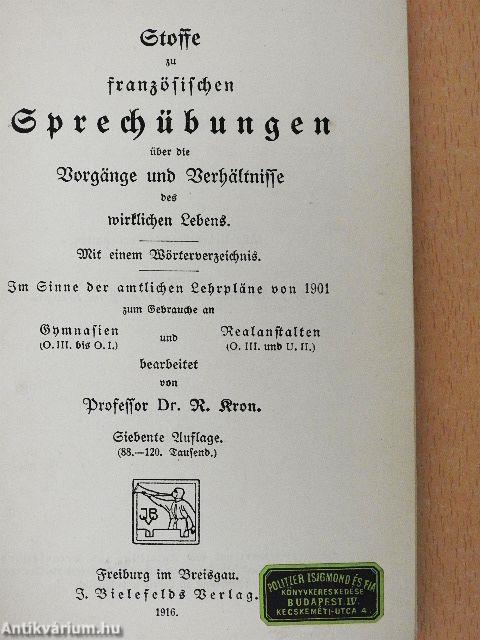 Stoffe
zu
französischen
Sprechübungen
über die
Vorgänge und Verhältnisse
des
wirklichen Lebens.
Mit einem Wörterverzeichnis.
Im Sinne der amtlichen Lehrpläne von 1901
zum Gebrauche an
Gymnasien und Realanstalten
(O. III. bis O. I.) (O. III. und U. II.)
bearbeitet
von
Professor Dr. R. Kron.
Siebente Auflage.
(88.—120. Tausend.)
JBV
Freiburg im Breisgau.
J. Bielefelds Verlag.
1916.
POLITZER ZSIGMOND ÉS FIA
KÖNYVKERESKEDÉSE
BUDAPEST, IV.
KECSKEMÉTI-UTCA 4.
Antikvárium.hu